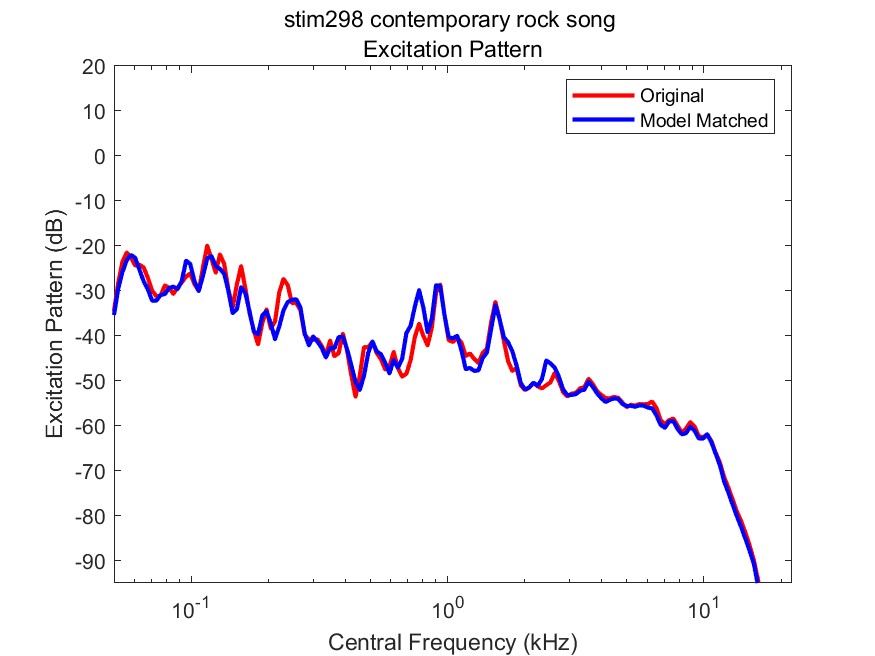 stim298 contemporary rock song
Excitation Pattern
20
10
0
-10
-20
-30
-40
-50
-60
-70
-80
-90
Excitation Pattern (dB)
Original
Model Matched
10^-1
10^0
10^1
Central Frequency (kHz)